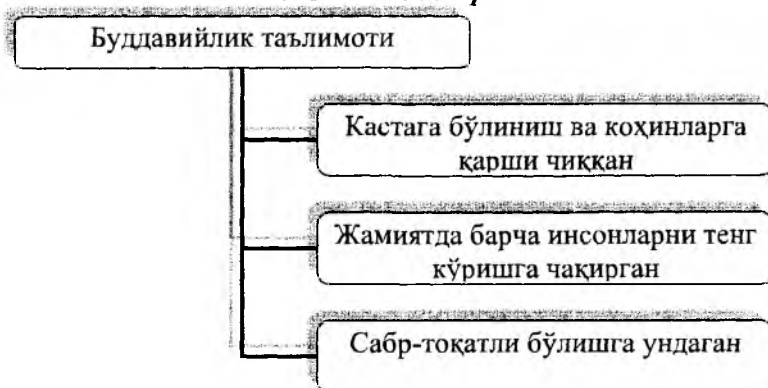 Буддавийлик таълимоти
Кастага бўлиниш ва коҳинларга
қарши чиққан
Жамиятда барча инсонларни тенг
кўришга чақирган
Сабр-тоқатли бўлишга ундаган